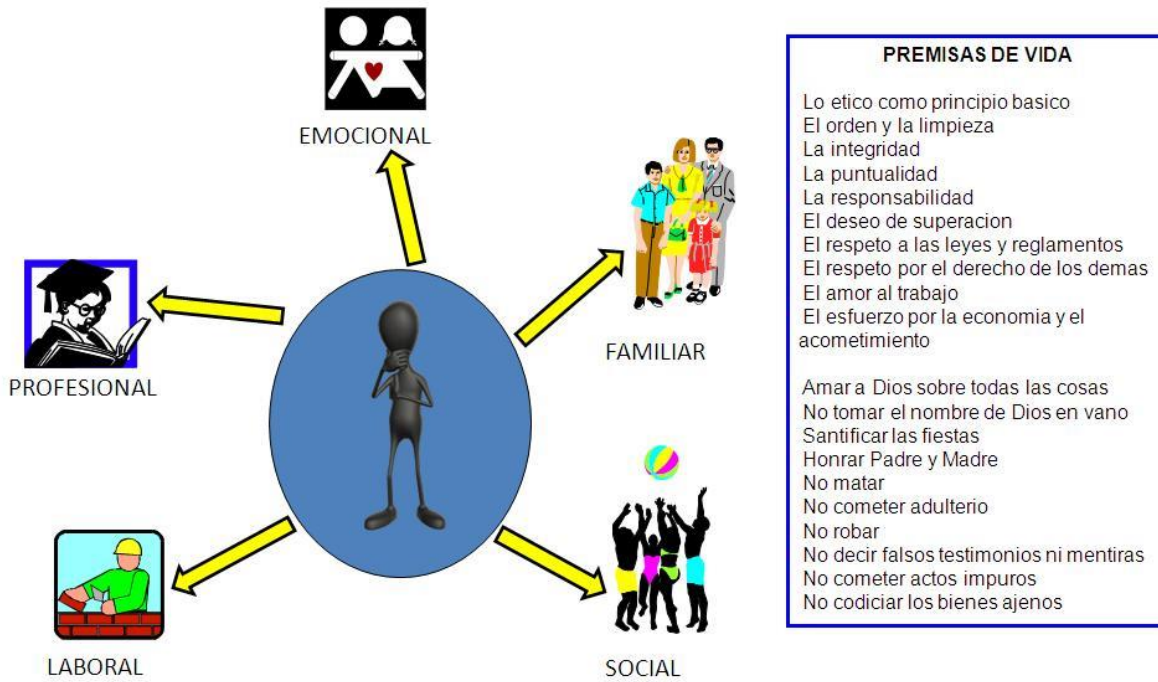 EMOCIONAL
FAMILIAR
PROFESIONAL
LABORAL
SOCIAL
PREMISAS DE VIDA
Lo etico como principio basico
El orden y la limpieza
La integridad
La puntualidad
La responsabilidad
El deseo de superacion
El respeto a las leyes y reglamentos
El respeto por el derecho de los demas
El amor al trabajo
El esfuerzo por la economia y el
acometimiento
Amar a Dios sobre todas las cosas
No tomar el nombre de Dios en vano
Santificar las fiestas
Honrar Padre y Madre
No matar
No cometer adulterio
No robar
No decir falsos testimonios ni mentiras
No cometer actos impuros
No codiciar los bienes ajenos